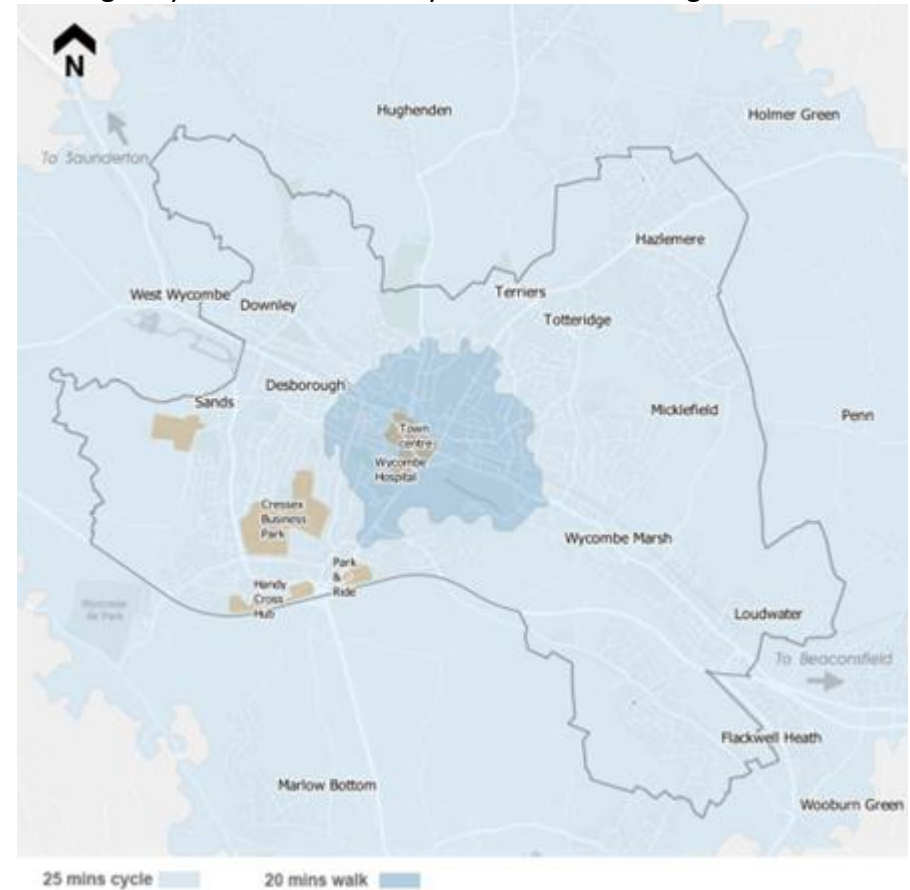 N
Hughenden
Holmer Green
To Saunderton
Hazlemere
West Wycombe
Downley
Terriers
Totteridge
Desborough
Sands
Micklefield
Penn
Town
centre
Wycombe
Hospital
Cressex
Business
Park
Wycombe Marsh
Park
&
Ride
Handy
Cross
Hub
Air Park
Loudwater
To Beaconsfield
Flackwell Heath
Marlow Bottom
Wooburn Green
25 mins cycle
20 mins walk